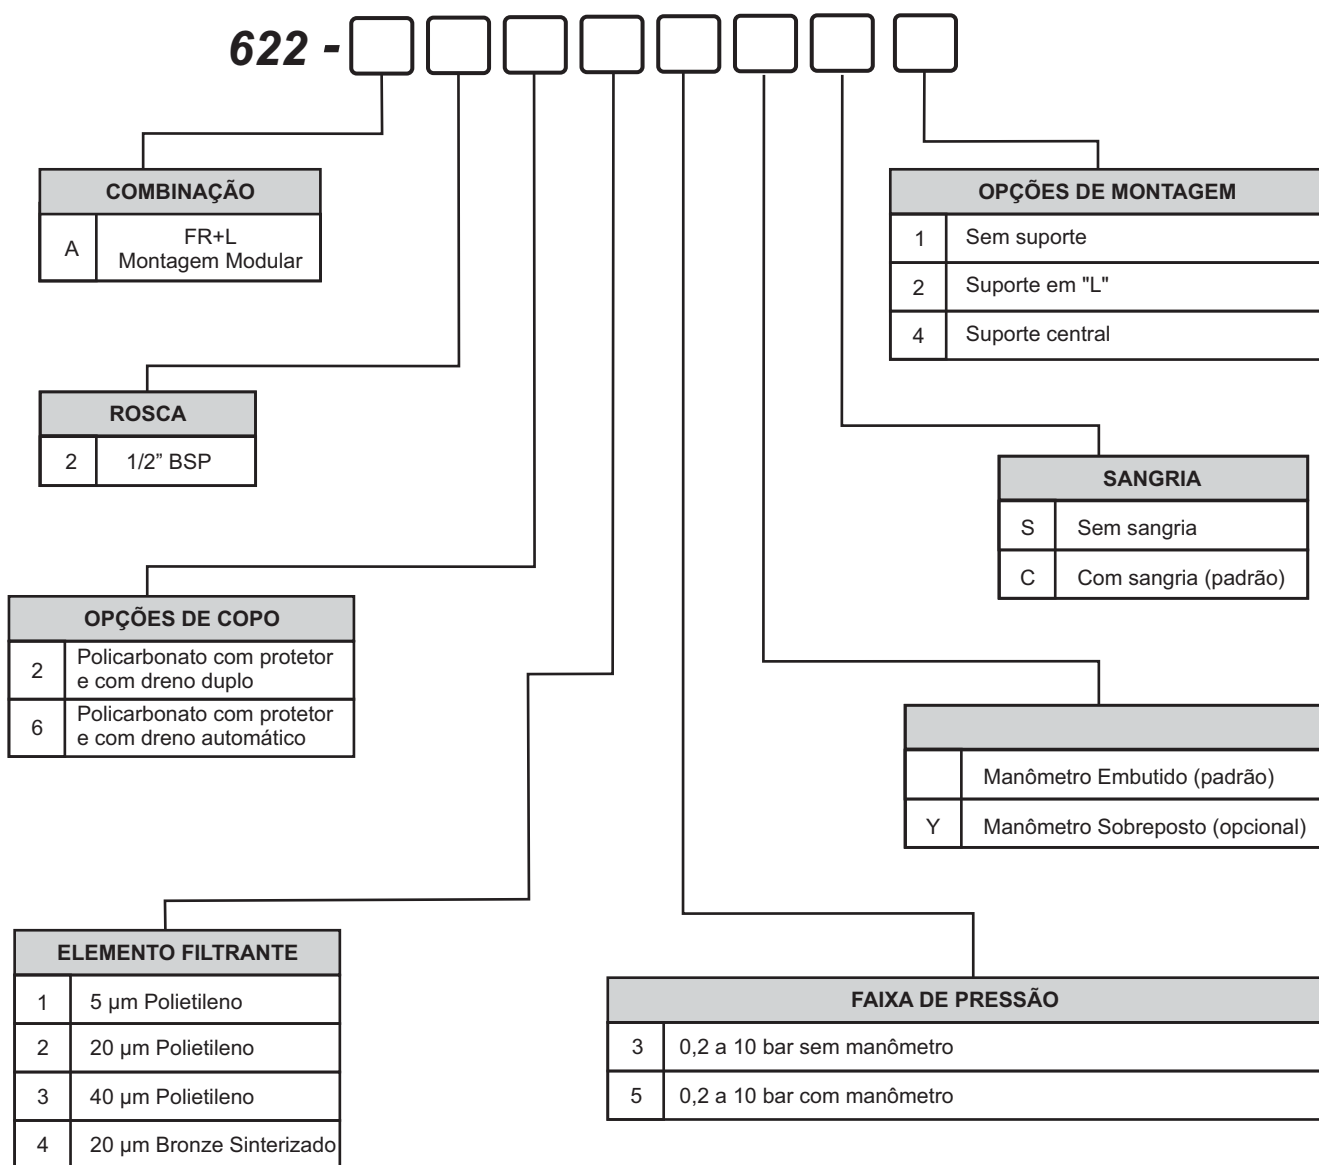 622 -
COMBINAÇÃO
A FR+L
Montagem Modular
ROSCA
2 1/2” BSP
OPÇÕES DE COPO
2 Policarbonato com protetor
e com dreno duplo
6 Policarbonato com protetor
e com dreno automático
ELEMENTO FILTRANTE
1 5 µm Polietileno
2 20 µm Polietileno
3 40 µm Polietileno
4 20 µm Bronze Sinterizado
OPÇÕES DE MONTAGEM
1 Sem suporte
2 Suporte em "L"
4 Suporte central
SANGRIA
S Sem sangria
C Com sangria (padrão)
Manômetro Embutido (padrão)
Y Manômetro Sobreposto (opcional)
FAIXA DE PRESSÃO
3 0,2 a 10 bar sem manômetro
5 0,2 a 10 bar com manômetro